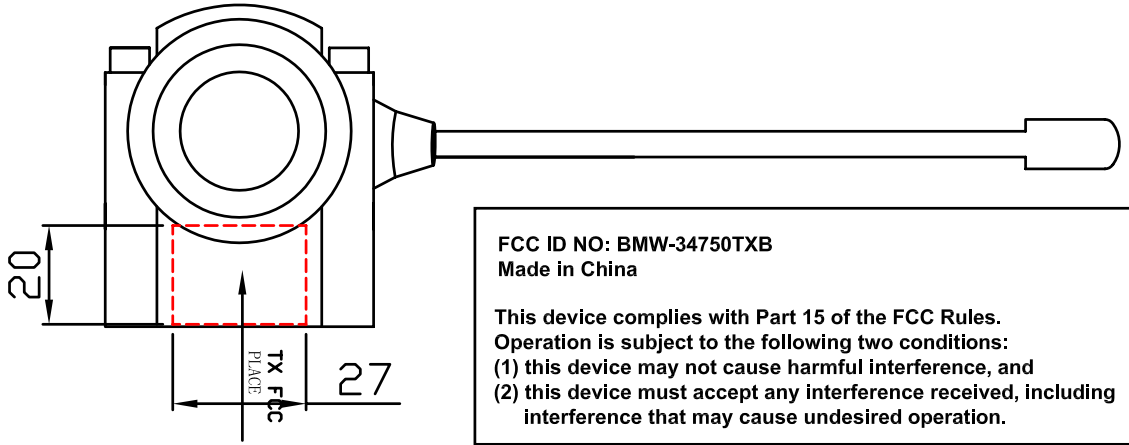 20
27
TX FCC
PLACE
FCC ID NO: BMW-34750TXB
Made in China
This device complies with Part 15 of the FCC Rules.
Operation is subject to the following two conditions:
(1) this device may not cause harmful interference, and
(2) this device must accept any interference received, including
interference that may cause undesired operation.